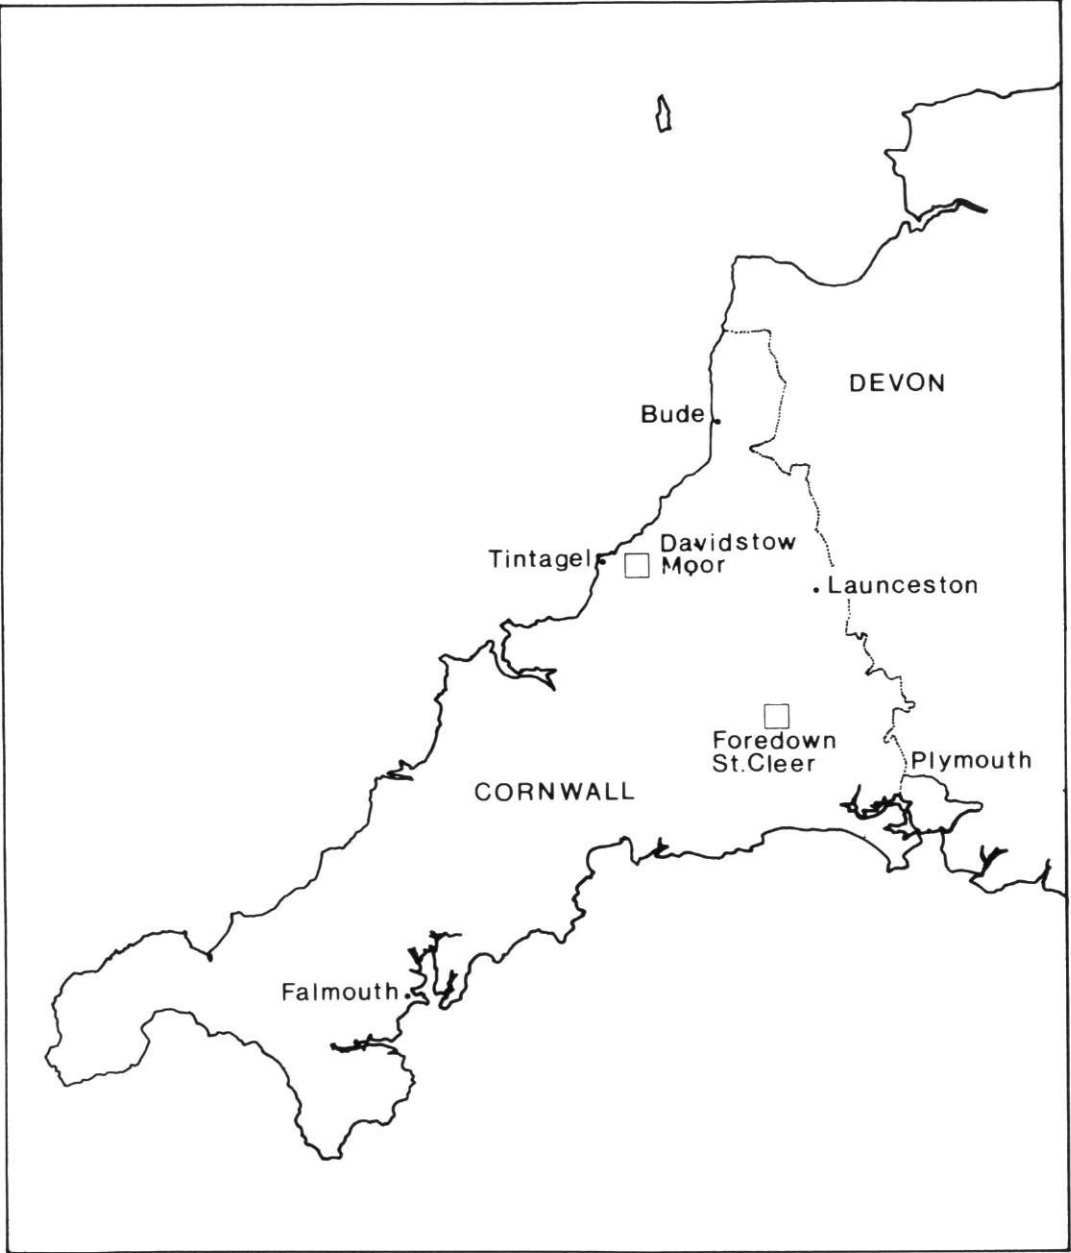 DEVON
Bude
Davidstow
Tintagel
Moor
Launceston
Foredown
St.Cleer
Plymouth
CORNWALL
Falmouth